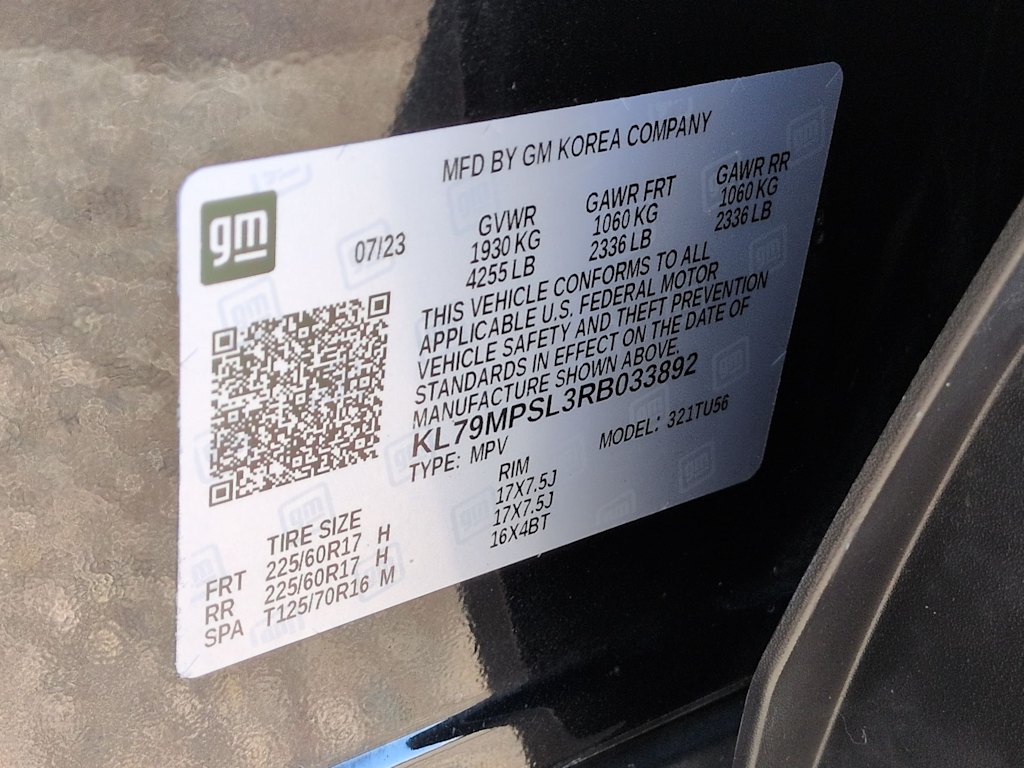 MFD BY GM KOREA COMPANY
gm
07/23
GVWR GAWR FRT GAWR RR
1930 KG 1060 KG 1060 KG
4255 LB 2336 LB 2336 LB
THIS VEHICLE CONFORMS TO ALL
APPLICABLE U.S. FEDERAL MOTOR
VEHICLE SAFETY AND THEFT PREVENTION
STANDARDS IN EFFECT ON THE DATE OF
MANUFACTURE SHOWN ABOVE
KL79MPSL3RB033892
TYPE: MPV MODEL: 321TU56
TIRE SIZE RIM
FRT 225/60R17 H 17X7.5J
RR 225/60R17 H 17X7.5J
SPA T125/70R16 M 16X4BT